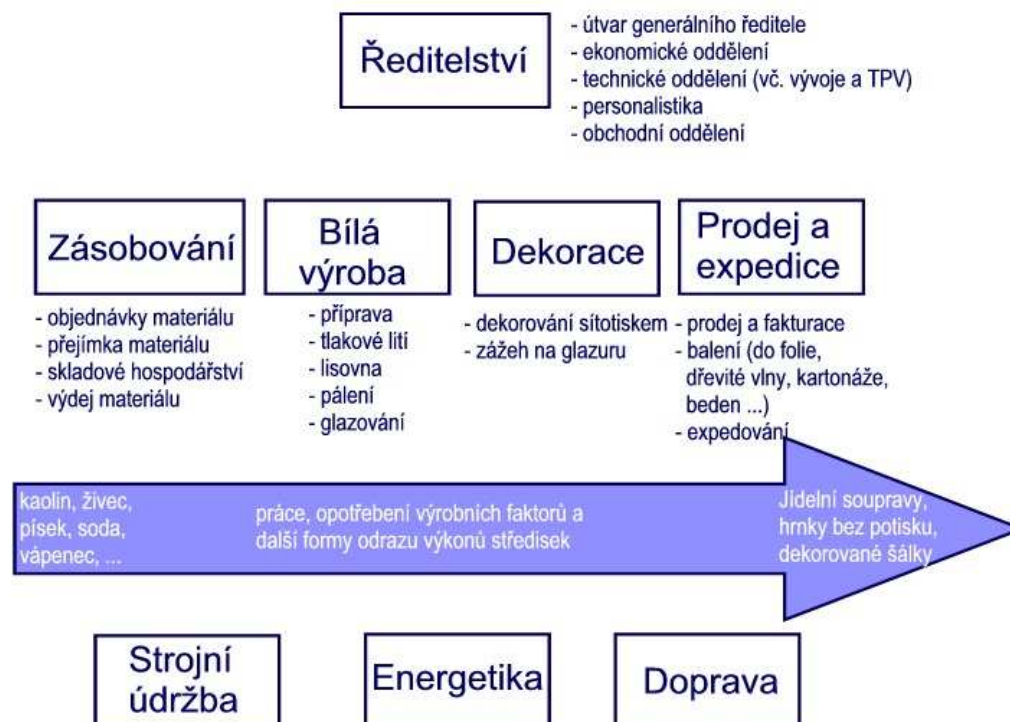 Ředitelství
- útvar generálního ředitele
- ekonomické oddělení
- technické oddělení (vč. vývoje a TPV)
- personalistika
- obchodní oddělení
Zásobování
- objednávky materiálu
- přejímka materiálu
- skladové hospodářství
- výdej materiálu
Bílá
výroba
- příprava
- tlakové lití
- lisovna
- pálení
- glazování
Dekorace
- dekorování sítotiskem
- zážeh na glazuru
Prodej a
expedice
- prodej a fakturace
- balení (do folie,
dřevité vlny, kartonáže,
beden ...)
- expedování
kaolin, živec,
písek, soda,
vápenec, ...
práce, opotřebení výrobních faktorů a
další formy odrazu výkonů středisek
Jídelní soupravy,
hrnky bez potisku,
dekorované šálky
Strojní
údržba
Energetika
Doprava